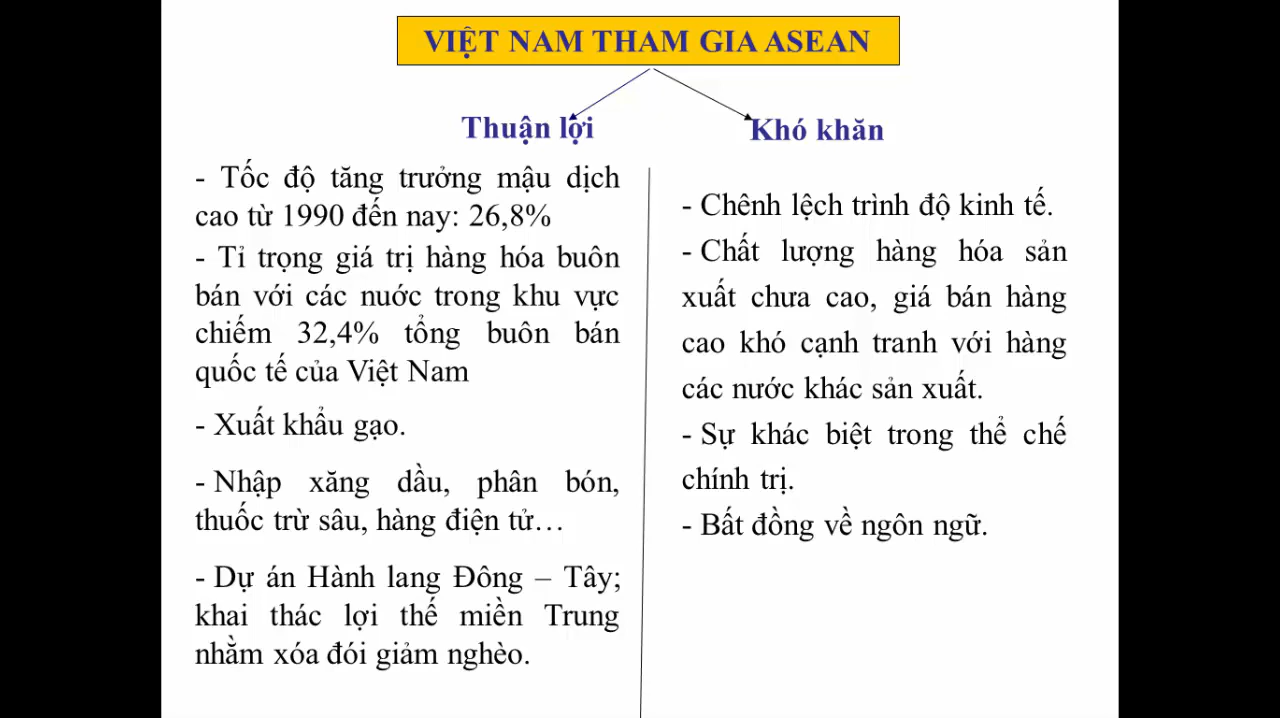 VIỆT NAM THAM GIA ASEAN
Thuận lợi
- Tốc độ tăng trưởng mậu dịch
cao từ 1990 đến nay: 26,8%
- Tỉ trọng giá trị hàng hóa buôn
bán với các nuớc trong khu vực
chiếm 32,4% tổng buôn bán
quốc tế của Việt Nam
- Xuất khẩu gạo.
- Nhập xăng dầu, phân bón,
thuốc trừ sâu, hàng điện tử…
- Dự án Hành lang Đông – Tây;
khai thác lợi thế miền Trung
nhằm xóa đói giảm nghèo.
Khó khăn
- Chênh lệch trình độ kinh tế.
- Chất lượng hàng hóa sản
xuất chưa cao, giá bán hàng
cao khó cạnh tranh với hàng
các nước khác sản xuất.
- Sự khác biệt trong thể chế
chính trị.
- Bất đồng về ngôn ngữ.